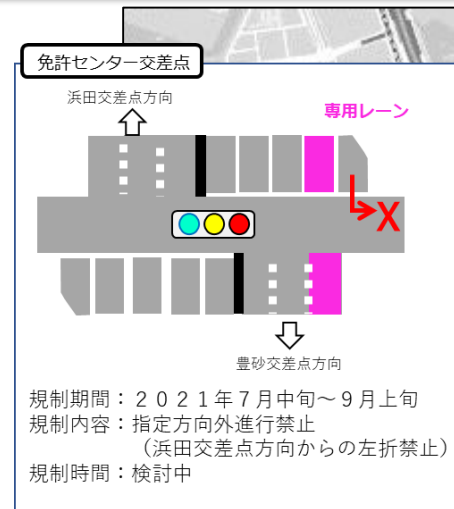 免許センター交差点
浜田交差点方向
専用レーン
X
豊砂交差点方向
規制期間：２０２１年７月中旬～９月上旬
規制内容：指定方向外進行禁止
（浜田交差点方向からの左折禁止）
規制時間：検討中